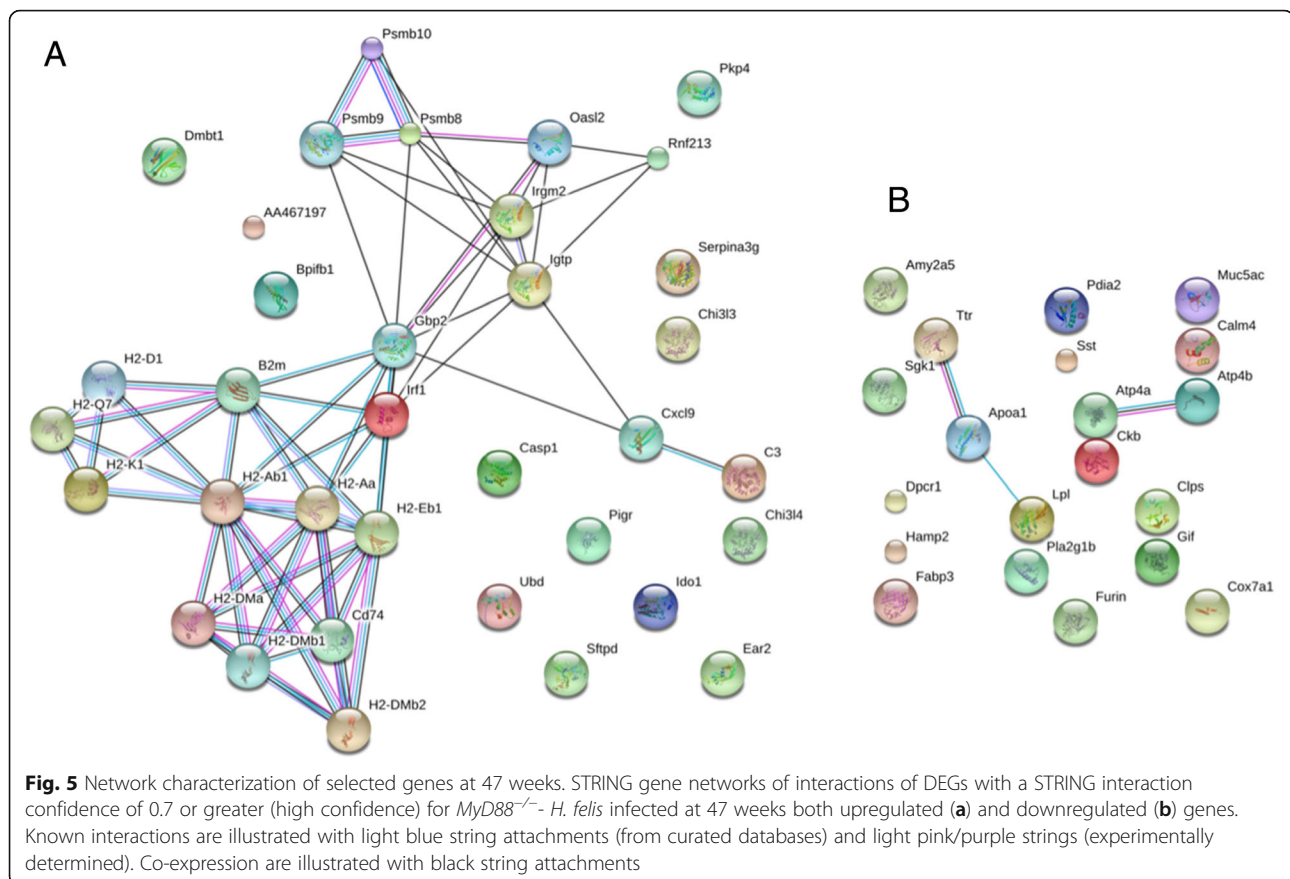 A
Psmb10
Pkp4
Psmb9
Psmb8
Oasl2
Dmbt1
Rnf213
Irgm2
AA467197
Serpina3g
Bpifb1
Igtp
Chi3l3
Gbp2
H2-D1
B2m
Irf1
H2-Q7
Cxcl9
H2-K1
Casp1
C3
H2-Ab1
H2-Aa
H2-Eb1
Pigr
Chi3l4
Ubd
Ido1
H2-DMa
Cd74
H2-DMb1
Sftpd
Ear2
H2-DMb2
B
Amy2a5
Pdia2
Muc5ac
Ttr
Sst
Calm4
Sgk1
Atp4a
Atp4b
Apoa1
Ckb
Dpcr1
Lpl
Clps
Hamp2
Pla2g1b
Gif
Fabp3
Furin
Cox7a1
Fig. 5 Network characterization of selected genes at 47 weeks. STRING gene networks of interactions of DEGs with a STRING interaction
confidence of 0.7 or greater (high confidence) for MyD88−/−- H. felis infected at 47 weeks both upregulated (a) and downregulated (b) genes.
Known interactions are illustrated with light blue string attachments (from curated databases) and light pink/purple strings (experimentally
determined). Co-expression are illustrated with black string attachments